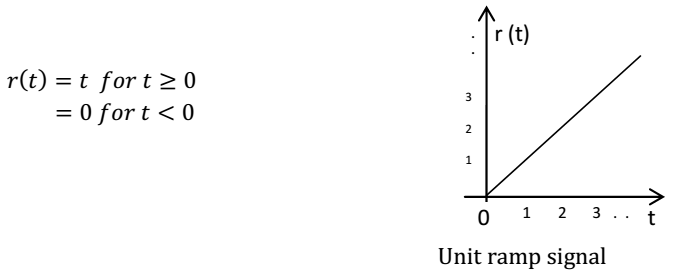 r(t) = t for t ≥ 0
= 0 for t < 0
r (t)
.
.
3
2
1
0 1 2 3 . . t
Unit ramp signal